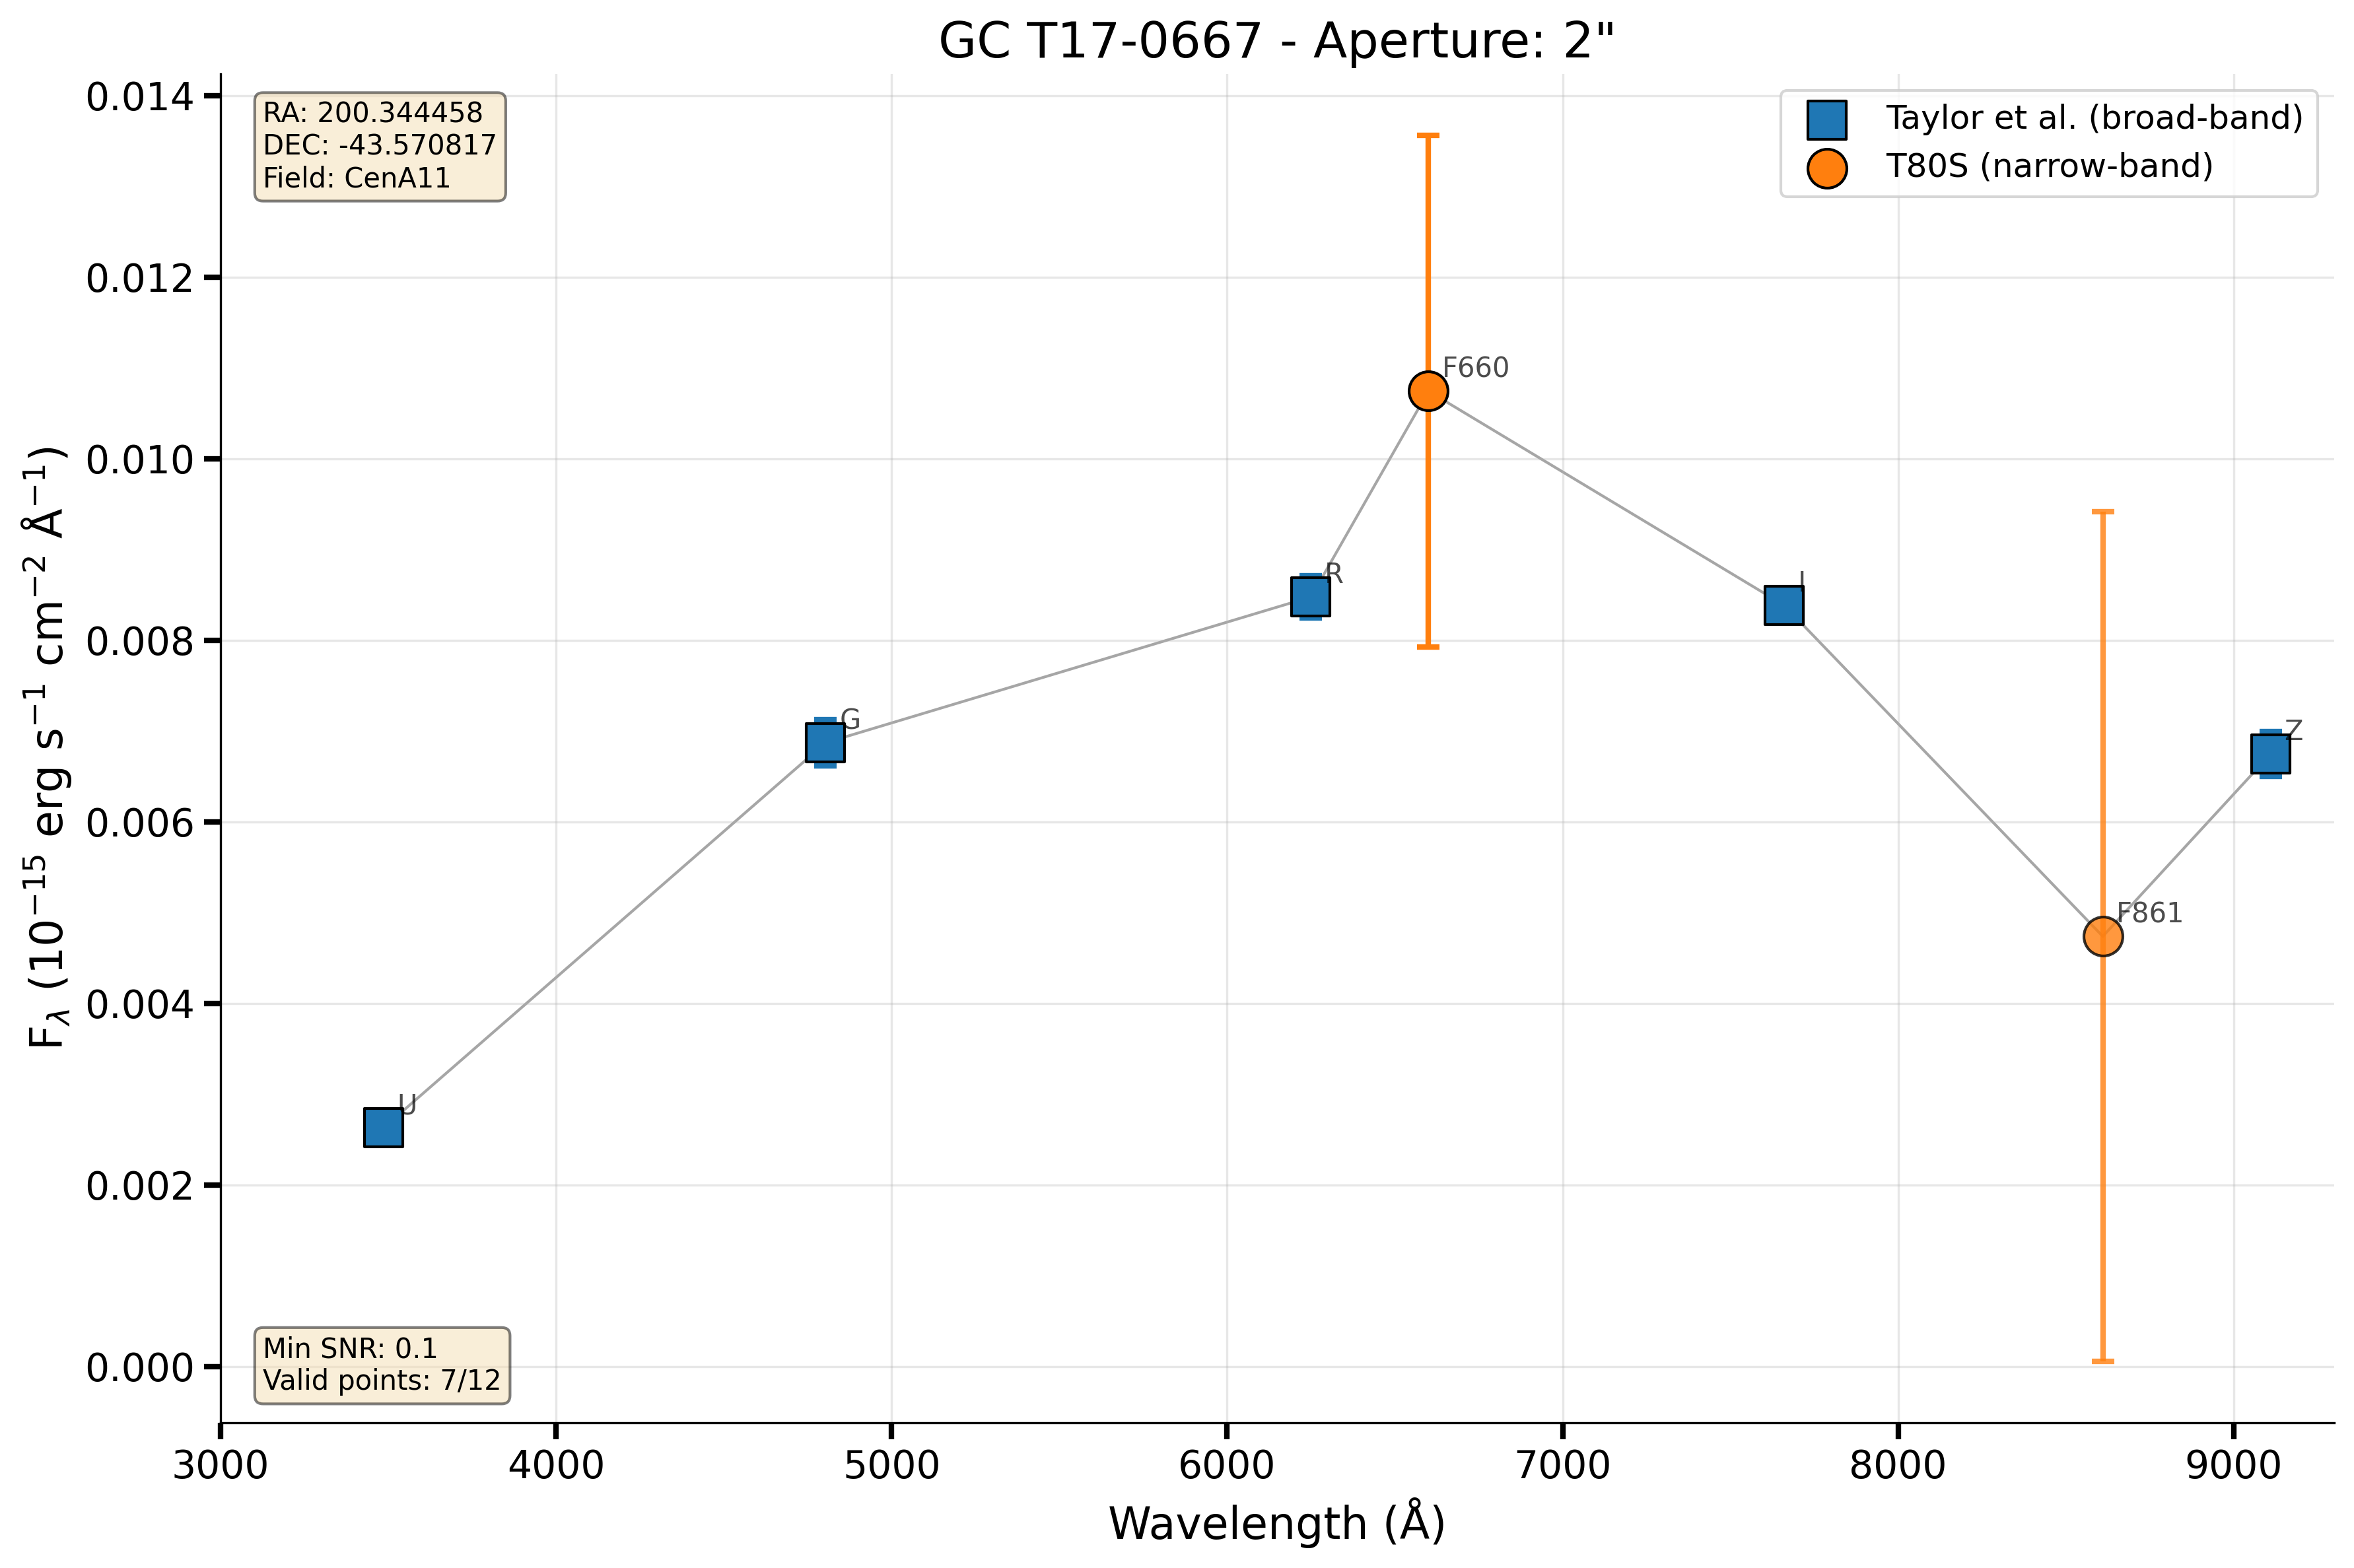 GC T17-0667 - Aperture: 2"
RA: 200.344458
DEC: -43.570817
Field: CenA11
Taylor et al. (broad-band)
T80S (narrow-band)
0.014
0.012
0.010
0.008
0.006
0.004
0.002
0.000
F660
R
I
G
Z
F861
U
Min SNR: 0.1
Valid points: 7/12
3000 4000 5000 6000 7000 8000 9000
Wavelength (Å)
Fλ (10⁻¹⁵ erg s⁻¹ cm⁻² Å⁻¹)